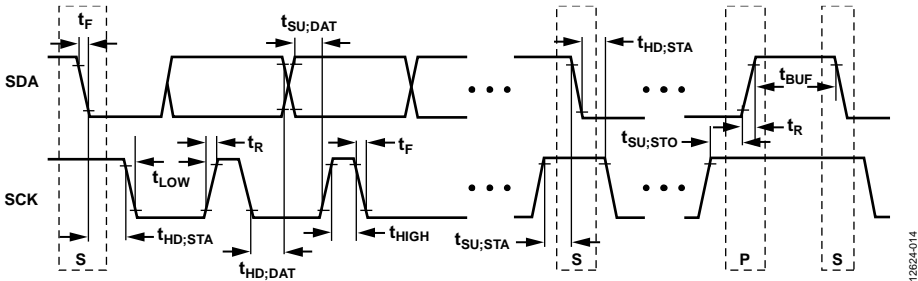 tF
tSU;DAT
tHD;STA
SDA
• • •
• • •
tBUF
tR
tF
tSU;STO
tR
tLOW
SCK
• • •
• • •
tHD;STA
tHIGH
tSU;STA
tHD;DAT
S
S
P
S
12624-014